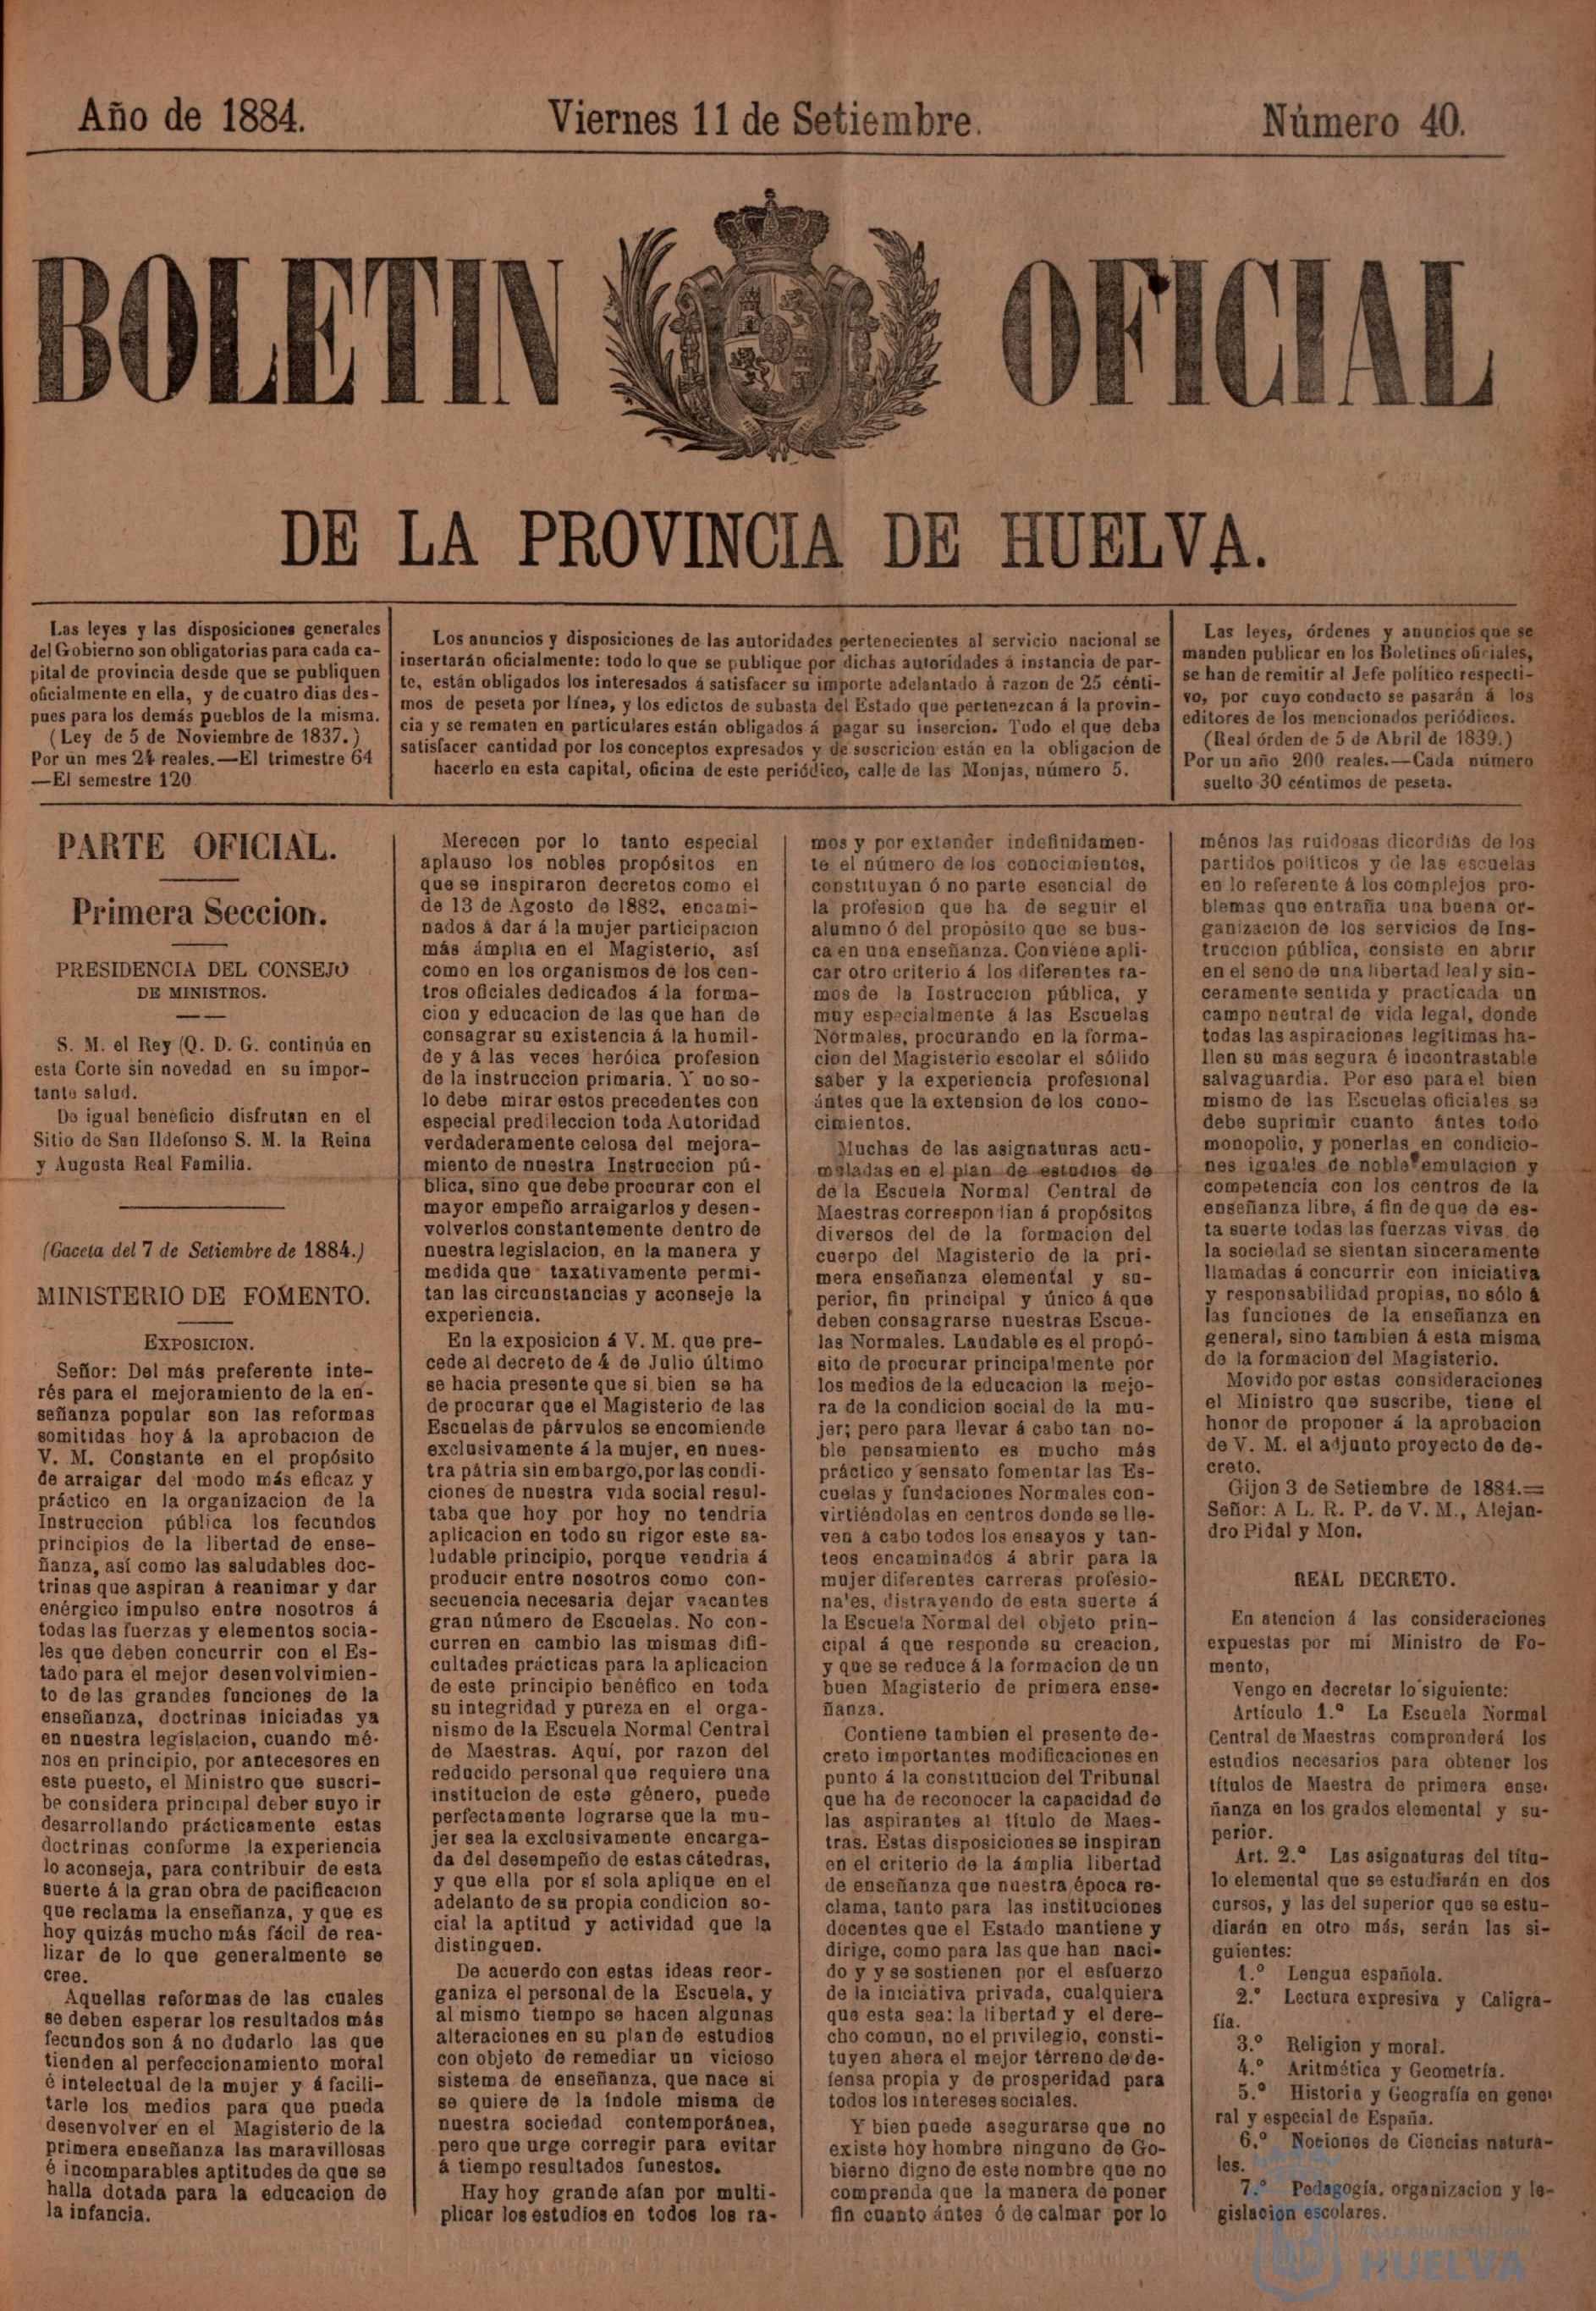 Año de 1884.
Viernes 11 de Setiembre.
Número 40.
BOLETIN OFICIAL
DE LA PROVINCIA DE HUELVA.
Las leyes y las disposiciones generales
del Gobierno son obligatorias para cada ca-
pital de provincia desde que se publiquen
oficialmente en ella, y de cuatro dias des-
pues para los demás pueblos de la misma.
(Ley de 5 de Noviembre de 1837.)
Por un mes 24 reales.—El trimestre 64
—El semestre 120
Los anuncios y disposiciones de las autoridades pertenecientes al servicio nacional se
insertarán oficialmente: todo lo que se publique por dichas autoridades á instancia de par-
te, están obligados los interesados á satisfacer su importe adelantado á razon de 25 cénti-
mos de peseta por línea, y los edictos de subasta del Estado que pertenezcan á la provin-
cia y se rematen en particulares están obligados á pagar su insercion. Todo el que deba
satisfacer cantidad por los conceptos expresados y de suscricion están en la obligacion de
hacerlo en esta capital, oficina de este periódico, calle de las Monjas, número 5.
Las leyes, órdenes y anuncios que se
manden publicar en los Boletines oficiales,
se han de remitir al Jefe político respecti-
vo, por cuyo conducto se pasarán á los
editores de los mencionados periódicos.
(Real órden de 5 de Abril de 1839.)
Por un año 200 reales.—Cada número
suelto 30 céntimos de peseta.
PARTE OFICIAL.
Primera Seccion.
PRESIDENCIA DEL CONSEJO
DE MINISTROS.
S. M. el Rey (Q. D. G. continúa en
esta Corte sin novedad en su impor-
tante salud.
De igual beneficio disfrutan en el
Sitio de San Ildefonso S. M. la Reina
y Augusta Real Familia.
(Gaceta del 7 de Setiembre de 1884.)
MINISTERIO DE FOMENTO.
EXPOSICION.
Señor: Del más preferente inte-
rés para el mejoramiento de la en-
señanza popular son las reformas
somitidas hoy á la aprobacion de
V. M. Constante en el propósito
de arraigar del modo más eficaz y
práctico en la organizacion de la
Instruccion pública los fecundos
principios de la libertad de ense-
ñanza, así como las saludables doc-
trinas que aspiran á reanimar y dar
enérgico impulso entre nosotros á
todas las fuerzas y elementos socia-
les que deben concurrir con el Es-
tado para el mejor desenvolvimien-
to de las grandes funciones de la
enseñanza, doctrinas iniciadas ya
en nuestra legislacion, cuando mé-
nos en principio, por antecesores en
este puesto, el Ministro que suscri-
be considera principal deber suyo ir
desarrollando prácticamente estas
doctrinas conforme la experiencia
lo aconseja, para contribuir de esta
suerte á la gran obra de pacificacion
que reclama la enseñanza, y que es
hoy quizás mucho más fácil de rea-
lizar de lo que generalmente se
cree.
Aquellas reformas de las cuales
se deben esperar los resultados más
fecundos son á no dudarlo las que
tienden al perfeccionamiento moral
é intelectual de la mujer y á facili-
tarle los medios para que pueda
desenvolver en el Magisterio de la
primera enseñanza las maravillosas
é incomparables aptitudes de que se
halla dotada para la educacion de
la infancia.
Merecen por lo tanto especial
aplauso los nobles propósitos en
que se inspiraron decretos como el
de 13 de Agosto de 1882, encami-
nados á dar á la mujer participacion
más ámplia en el Magisterio, así
como en los organismos de los cen-
tros oficiales dedicados á la forma-
cion y educacion de las que han de
consagrar su existencia á la humil-
de y á las veces heróica profesion
de la instruccion primaria. Y no so-
lo debe mirar estos precedentes con
especial predileccion toda Autoridad
verdaderamente celosa del mejora-
miento de nuestra Instruccion pú-
blica, sino que debe procurar con el
mayor empeño arraigarlos y desen-
volverlos constantemente dentro de
nuestra legislacion, en la manera y
medida que taxativamente permi-
tan las circunstancias y aconseje la
experiencia.
En la exposicion á V. M. que pre-
cede al decreto de 4 de Julio último
se hacia presente que si bien se ha
de procurar que el Magisterio de las
Escuelas de párvulos se encomiende
exclusivamente á la mujer, en nues-
tra pátria sin embargo, por las condi-
ciones de nuestra vida social resul-
taba que hoy por hoy no tendria
aplicacion en todo su rigor este sa-
ludable principio, porque vendria á
producir entre nosotros como con-
secuencia necesaria dejar vacantes
gran número de Escuelas. No con-
curren en cambio las mismas difi-
cultades prácticas para la aplicacion
de este principio benéfico en toda
su integridad y pureza en el orga-
nismo de la Escuela Normal Central
de Maestras. Aquí, por razon del
reducido personal que requiere una
institucion de este género, puede
perfectamente lograrse que la mu-
jer sea la exclusivamente encarga-
da del desempeño de estas cátedras,
y que ella por sí sola aplique en el
adelanto de su propia condicion so-
cial la aptitud y actividad que la
distinguen.
De acuerdo con estas ideas reor-
ganiza el personal de la Escuela, y
al mismo tiempo se hacen algunas
alteraciones en su plan de estudios
con objeto de remediar un vicioso
sistema de enseñanza, que nace si
se quiere de la índole misma de
nuestra sociedad contemporánea,
pero que urge corregir para evitar
á tiempo resultados funestos.
Hay hoy grande afan por multi-
plicar los estudios en todos los ra-
mos y por extender indefinidamen-
te el número de los conocimientos,
constituyan ó no parte esencial de
la profesion que ha de seguir el
alumno ó del propósito que se bus-
ca en una enseñanza. Conviene apli-
car otro criterio á los diferentes ra-
mos de la Instruccion pública, y
muy especialmente á las Escuelas
Normales, procurando en la forma-
cion del Magisterio escolar el sólido
saber y la experiencia profesional
ántes que la extension de los cono-
cimientos.
Muchas de las asignaturas acu-
muladas en el plan de estudios de
de la Escuela Normal Central de
Maestras correspondian á propósitos
diversos del de la formacion del
cuerpo del Magisterio de la pri-
mera enseñanza elemental y su-
perior, fin principal y único á que
deben consagrarse nuestras Escue-
las Normales. Laudable es el propó-
sito de procurar principalmente por
los medios de la educacion la mejo-
ra de la condicion social de la mu-
jer; pero para llevar á cabo tan no-
ble pensamiento es mucho más
práctico y sensato fomentar las Es-
cuelas y fundaciones Normales con-
virtiéndolas en centros donde se lle-
ven á cabo todos los ensayos y tan-
teos encaminados á abrir para la
mujer diferentes carreras profesio-
na'es, distrayendo de esta suerte á
la Escuela Normal del objeto prin-
cipal á que responde su creacion,
y que se reduce á la formacion de un
buen Magisterio de primera ense-
ñanza.
Contiene tambien el presente de-
creto importantes modificaciones en
punto á la constitucion del Tribunal
que ha de reconocer la capacidad de
las aspirantes al título de Maes-
tras. Estas disposiciones se inspiran
en el criterio de la ámplia libertad
de enseñanza que nuestra época re-
clama, tanto para las instituciones
docentes que el Estado mantiene y
dirige, como para las que han naci-
do y y se sostienen por el esfuerzo
de la iniciativa privada, cualquiera
que esta sea: la libertad y el dere-
cho comun, no el privilegio, consti-
tuyen ahora el mejor terreno de de-
fensa propia y de prosperidad para
todos los intereses sociales.
Y bien puede asegurarse que no
existe hoy hombre ninguno de Go-
bierno digno de este nombre que no
comprenda que la manera de poner
fin cuanto ántes ó de calmar por lo
ménos las ruidosas dicordias de los
partidos políticos y de las escuelas
en lo referente á los complejos pro-
blemas que entraña una buena or-
ganizacion de los servicios de Ins-
truccion pública, consiste en abrir
en el seno de una libertad leal y sin-
ceramente sentida y practicada un
campo neutral de vida legal, donde
todas las aspiraciones legítimas ha-
llen su más segura é incontrastable
salvaguardia. Por eso para el bien
mismo de las Escuelas oficiales se
debe suprimir cuanto ántes todo
monopolio, y ponerlas en condicio-
nes iguales de noble emulacion y
competencia con los centros de la
enseñanza libre, á fin de que de es-
ta suerte todas las fuerzas vivas de
la sociedad se sientan sinceramente
llamadas á concurrir con iniciativa
y responsabilidad propias, no sólo á
las funciones de la enseñanza en
general, sino tambien á esta misma
de la formacion del Magisterio.
Movido por estas consideraciones
el Ministro que suscribe, tiene el
honor de proponer á la aprobacion
de V. M. el adjunto proyecto de de-
creto.
Gijon 3 de Setiembre de 1884.=
Señor: A L. R. P. de V. M., Alejan-
dro Pidal y Mon.
REAL DECRETO.
En atencion á las consideraciones
expuestas por mi Ministro de Fo-
mento,
Vengo en decretar lo siguiente:
Artículo 1.º La Escuela Normal
Central de Maestras comprenderá los
estudios necesarios para obtener los
títulos de Maestra de primera ense-
ñanza en los grados elemental y su-
perior.
Art. 2.º Las asignaturas del títu-
lo elemental que se estudiarán en dos
cursos, y las del superior que se estu-
diarán en otro más, serán las si-
guientes:
1.º Lengua española.
2.º Lectura expresiva y Caligra-
fía.
3.º Religion y moral.
4.º Aritmética y Geometría.
5.º Historia y Geografía en gene-
ral y especial de España.
6.º Nociones de Ciencias natura-
les.
7.º Pedagogía, organizacion y le-
gislacion escolares.
HUELVA